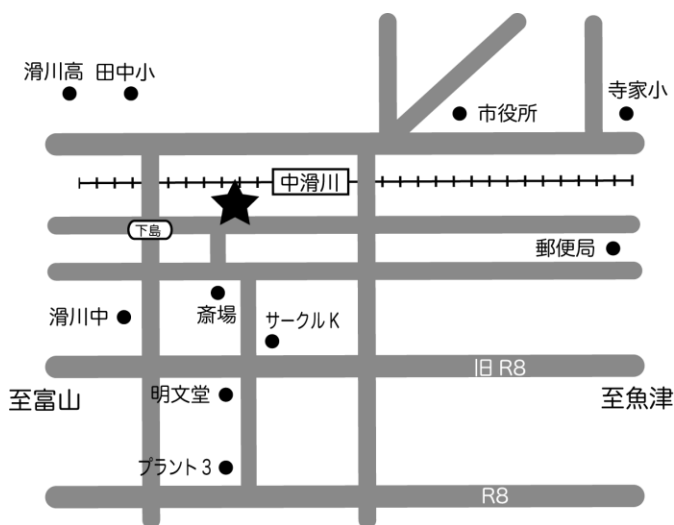 滑川高
田中小
寺家小
市役所
中滑川
下島
郵便局
滑川中
斎場
サークルK
旧 R8
至富山
明文堂
至魚津
プラント3
R8